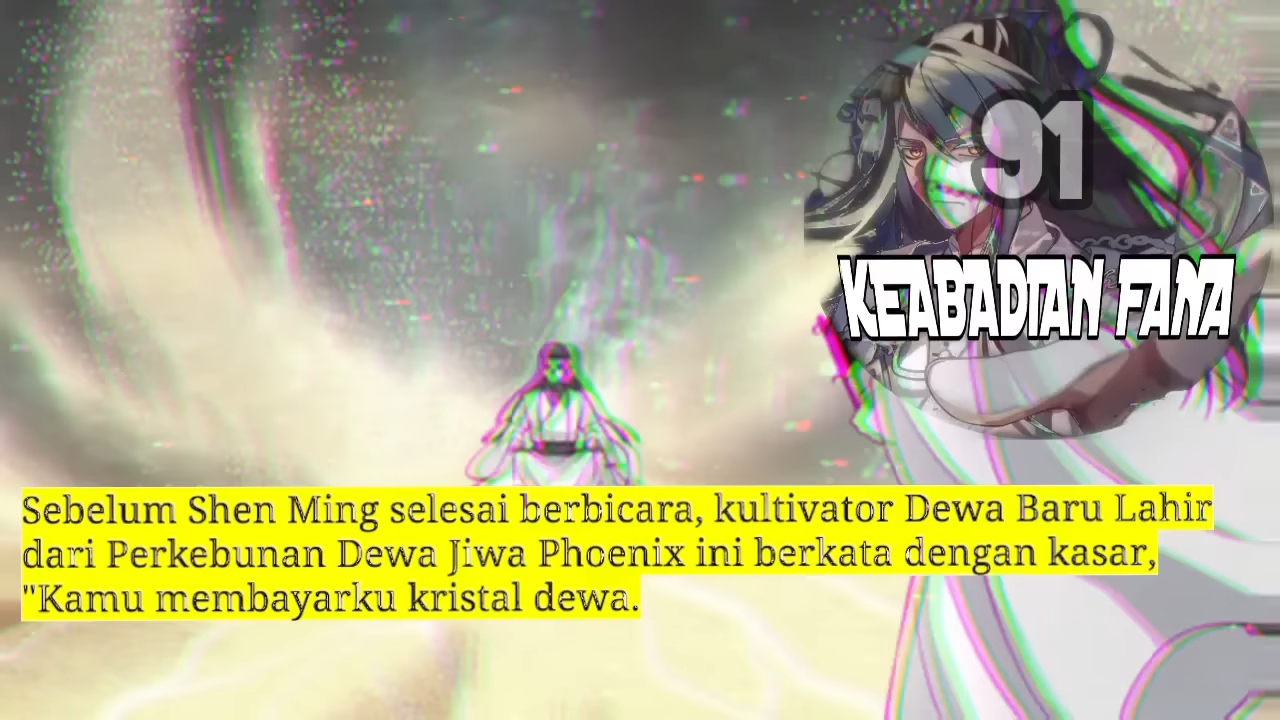 91
KEABADIAN FANA
Sebelum Shen Ming selesai berbicara, kultivator Dewa Baru Lahir
dari Perkebunan Dewa Jiwa Phoenix ini berkata dengan kasar,
"Kamu membayarku kristal dewa.